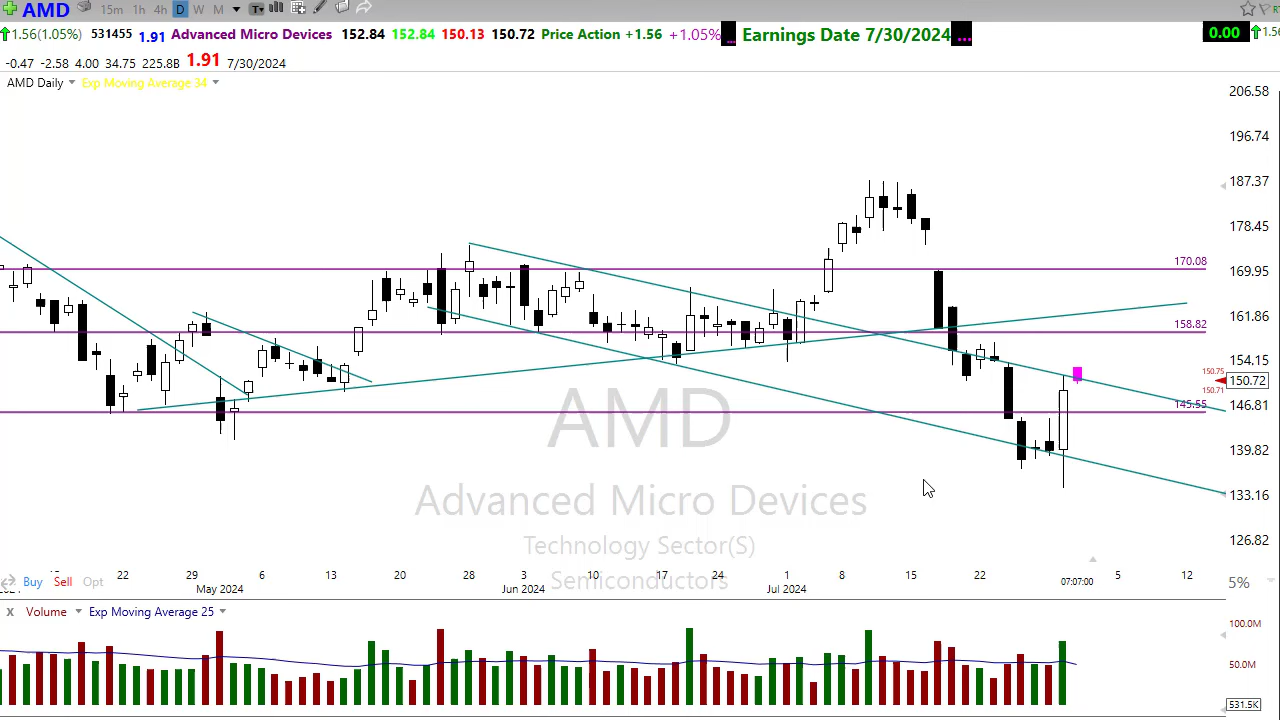 AMD 15m 1h 4h D W M
1.56(1.05%) 531455 1.91 Advanced Micro Devices 152.84 152.84 150.13 150.72 Price Action +1.56 +1.05% ... Earnings Date 7/30/2024 ... 0.00
-0.47 -2.58 4.00 34.75 225.8B 1.91 7/30/2024
AMD Daily Exp Moving Average 34
206.58
196.74
187.37
178.45
170.08
169.95
158.82
161.86
154.15
150.75
150.72
150.71
145.55
146.81
139.82
133.16
126.82
AMD
Advanced Micro Devices
Technology Sector(S)
Semiconductors
22 29 6 13 20 28 3 10 17 24 1 8 15 22 07:07:00 5 12
May 2024 Jun 2024 Jul 2024
Buy Sell Opt 5%
x Volume Exp Moving Average 25
100.0M
50.0M
531.5K